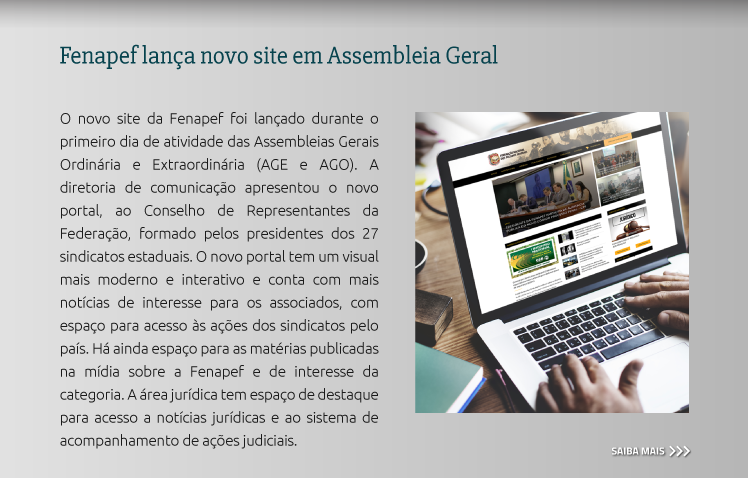 Fenapef lança novo site em Assembleia Geral
O novo site da Fenapef foi lançado durante o
primeiro dia de atividade das Assembleias Gerais
Ordinária e Extraordinária (AGE e AGO). A
diretoria de comunicação apresentou o novo
portal, ao Conselho de Representantes da
Federação, formado pelos presidentes dos 27
sindicatos estaduais. O novo portal tem um visual
mais moderno e interativo e conta com mais
notícias de interesse para os associados, com
espaço para acesso às ações dos sindicatos pelo
país. Há ainda espaço para as matérias publicadas
na mídia sobre a Fenapef e de interesse da
categoria. A área jurídica tem espaço de destaque
para acesso a notícias jurídicas e ao sistema de
acompanhamento de ações judiciais.
JURÍDICO
SAIBA MAIS